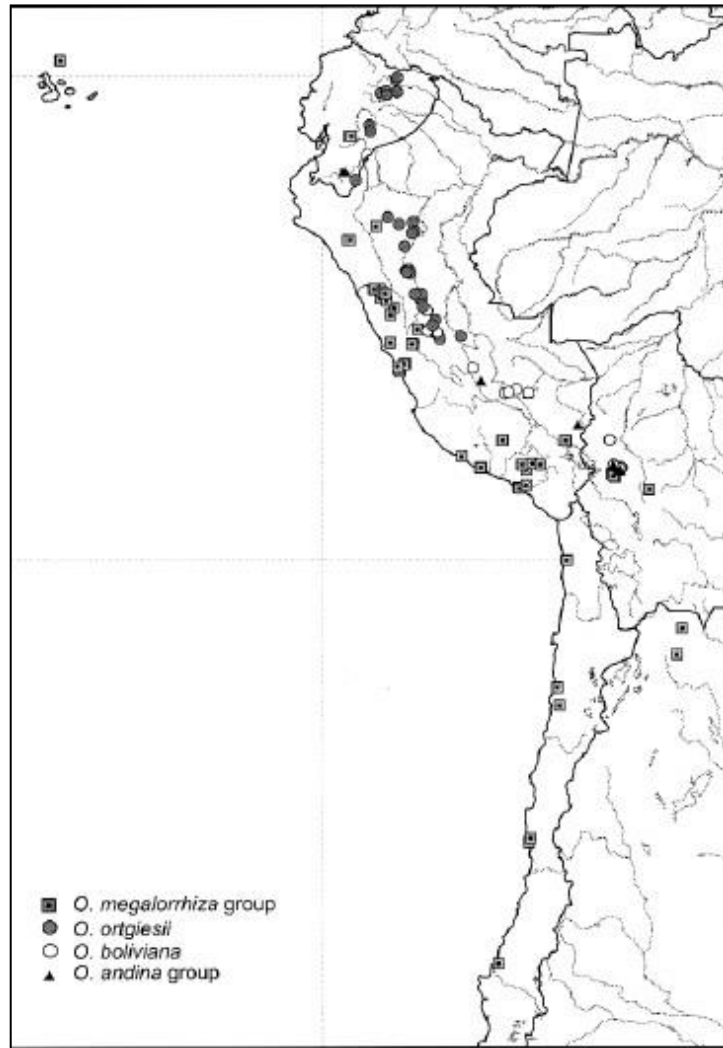 O. megalorrhiza group
O. ortgiesii
O. boliviana
O. andina group